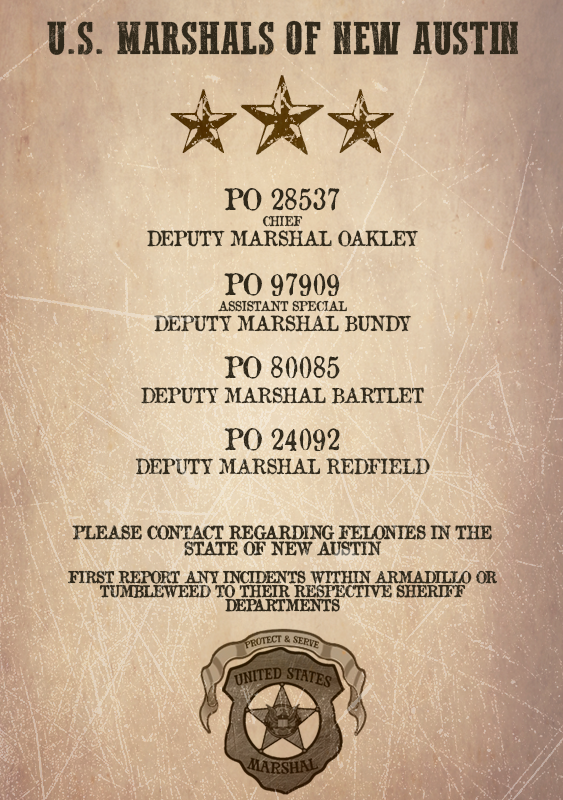 U.S. MARSHALS OF NEW AUSTIN
PO 28537
CHIEF
DEPUTY MARSHAL OAKLEY
PO 97909
ASSISTANT SPECIAL
DEPUTY MARSHAL BUNDY
PO 80085
DEPUTY MARSHAL BARTLET
PO 24092
DEPUTY MARSHAL REDFIELD
PLEASE CONTACT REGARDING FELONIES IN THE
STATE OF NEW AUSTIN
FIRST REPORT ANY INCIDENTS WITHIN ARMADILLO OR
TUMBLEWEED TO THEIR RESPECTIVE SHERIFF
DEPARTMENTS
PROTECT & SERVE
UNITED STATES
MARSHAL